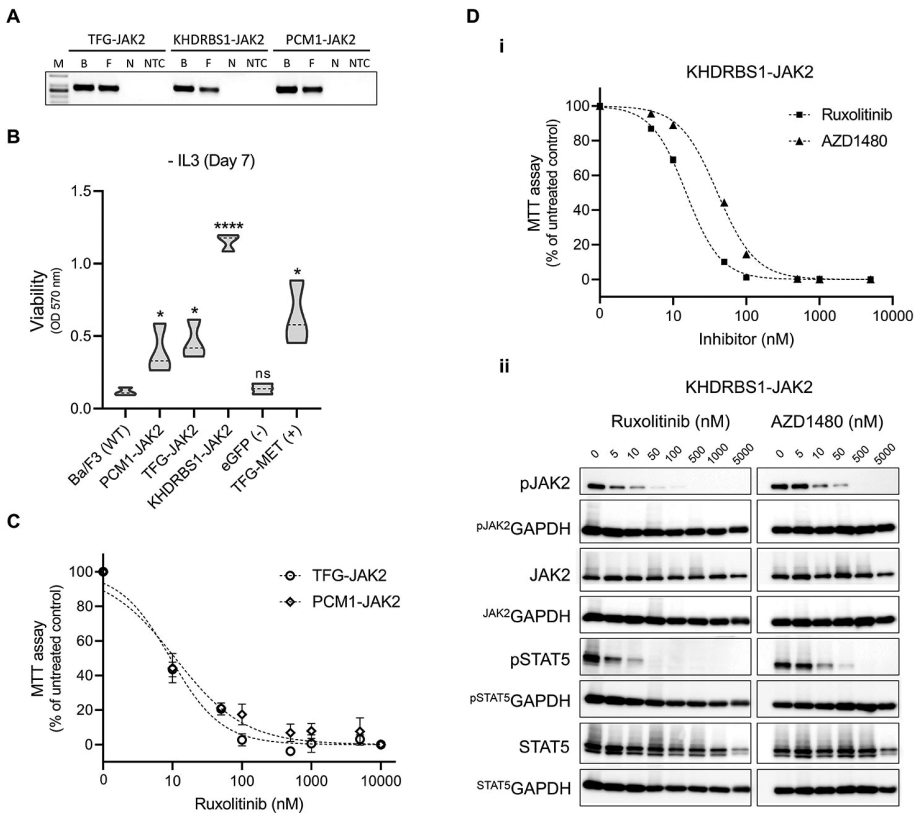 A
TFG-JAK2 KHDRBS1-JAK2 PCM1-JAK2
M B F N NTC B F N NTC B F N NTC
B
- IL3 (Day 7)
Viability
(OD 570 nm)
1.5
1.0
0.5
0.0
* * **** ns *
Ba/F3 (WT)
PCM1-JAK2
TFG-JAK2
KHDRBS1-JAK2
eGFP (-)
TFG-MET (+)
C
MTT assay
(% of untreated control)
100
80
60
40
20
0
TFG-JAK2
PCM1-JAK2
0 10 100 1000 10000
Ruxolitinib (nM)
D
i
KHDRBS1-JAK2
MTT assay
(% of untreated control)
100
80
60
40
20
0
Ruxolitinib
AZD1480
0 10 100 1000 10000
Inhibitor (nM)
ii
KHDRBS1-JAK2
Ruxolitinib (nM) AZD1480 (nM)
0 5 10 50 100 500 1000 5000 0 5 10 50 500 5000
pJAK2
pJAK2GAPDH
JAK2
JAK2GAPDH
pSTAT5
pSTAT5GAPDH
STAT5
STAT5GAPDH